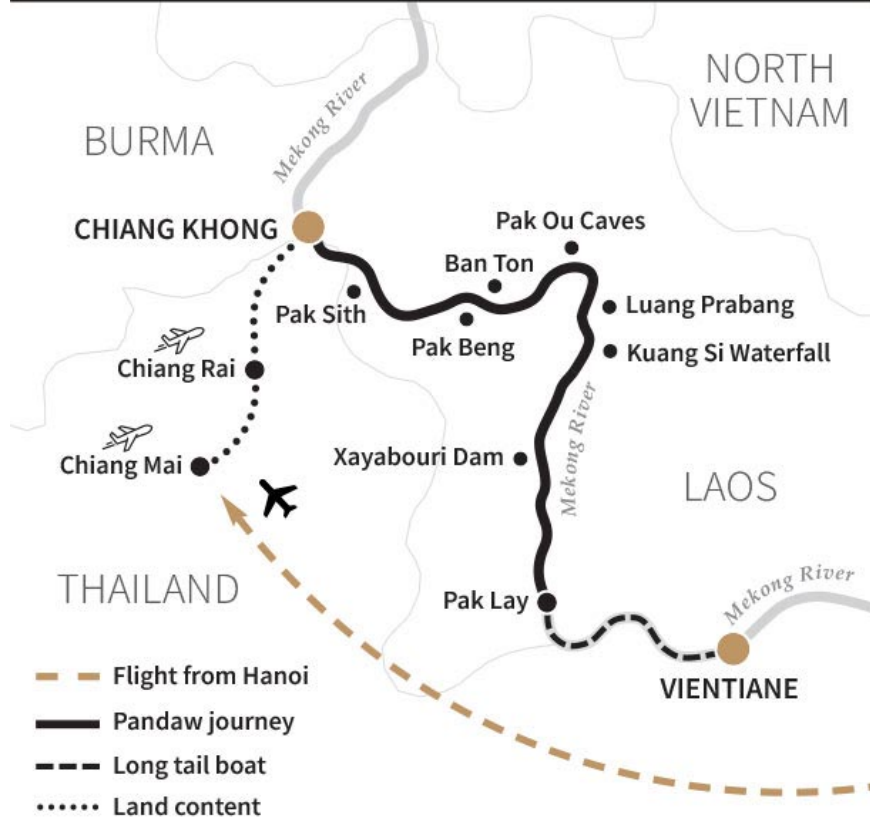 Mekong River
NORTH
VIETNAM
BURMA
CHIANG KHONG
Pak Ou Caves
Ban Ton
Pak Sith
Luang Prabang
Pak Beng
Kuang Si Waterfall
Chiang Rai
Mekong River
Chiang Mai
Xayabouri Dam
LAOS
THAILAND
Pak Lay
Mekong River
VIENTIANE
Flight from Hanoi
Pandaw journey
Long tail boat
Land content